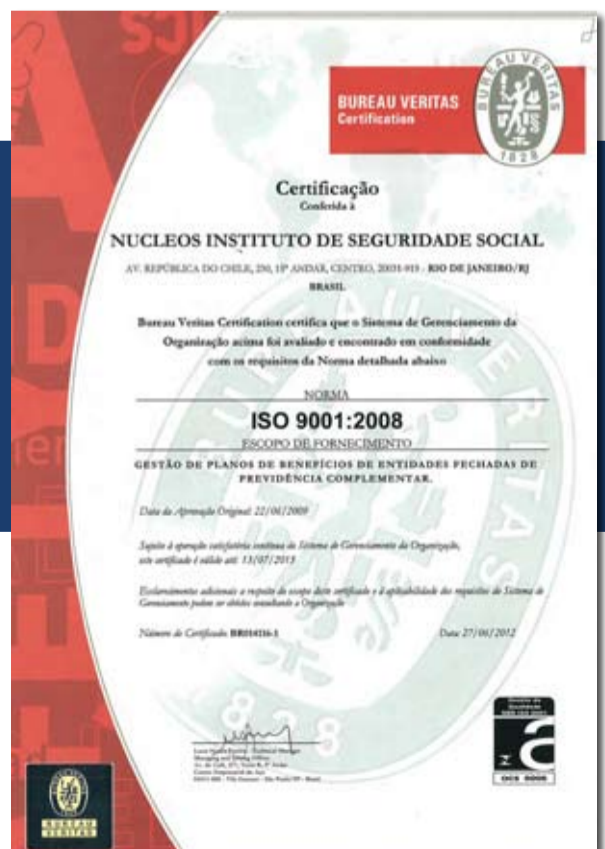 BUREAU VERITAS
Certification
BUREAU VERITAS
1828
Certificação
Conferida à
NUCLEOS INSTITUTO DE SEGURIDADE SOCIAL
AV. REPÚBLICA DO CHILE, 230, 15º ANDAR, CENTRO, 20031-919 - RIO DE JANEIRO/RJ
BRASIL
Bureau Veritas Certification certifica que o Sistema de Gerenciamento da
Organização acima foi avaliado e encontrado em conformidade
com os requisitos da Norma detalhada abaixo
NORMA
ISO 9001:2008
ESCOPO DE FORNECIMENTO
GESTÃO DE PLANOS DE BENEFÍCIOS DE ENTIDADES FECHADAS DE
PREVIDÊNCIA COMPLEMENTAR.
Data da Aprovação Original: 22/06/2009
Sujeito à operação satisfatória contínua do Sistema de Gerenciamento da Organização,
este certificado é válido até: 13/07/2015
Esclarecimentos adicionais a respeito do escopo deste certificado e à aplicabilidade dos requisitos do Sistema de
Gerenciamento podem ser obtidos consultando a Organização
Número do Certificado: Data: 27/06/2012
OCS 0008
BUREAU
VERITAS